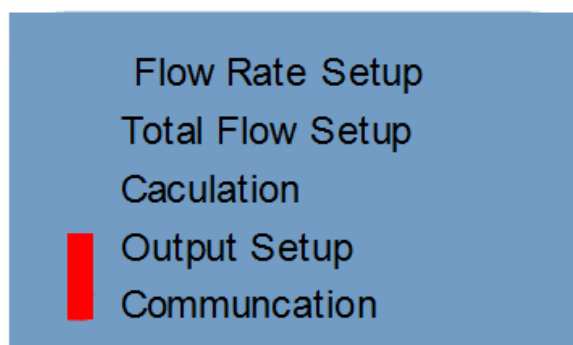 Flow Rate Setup
Total Flow Setup
Caculation
Output Setup
Communcation